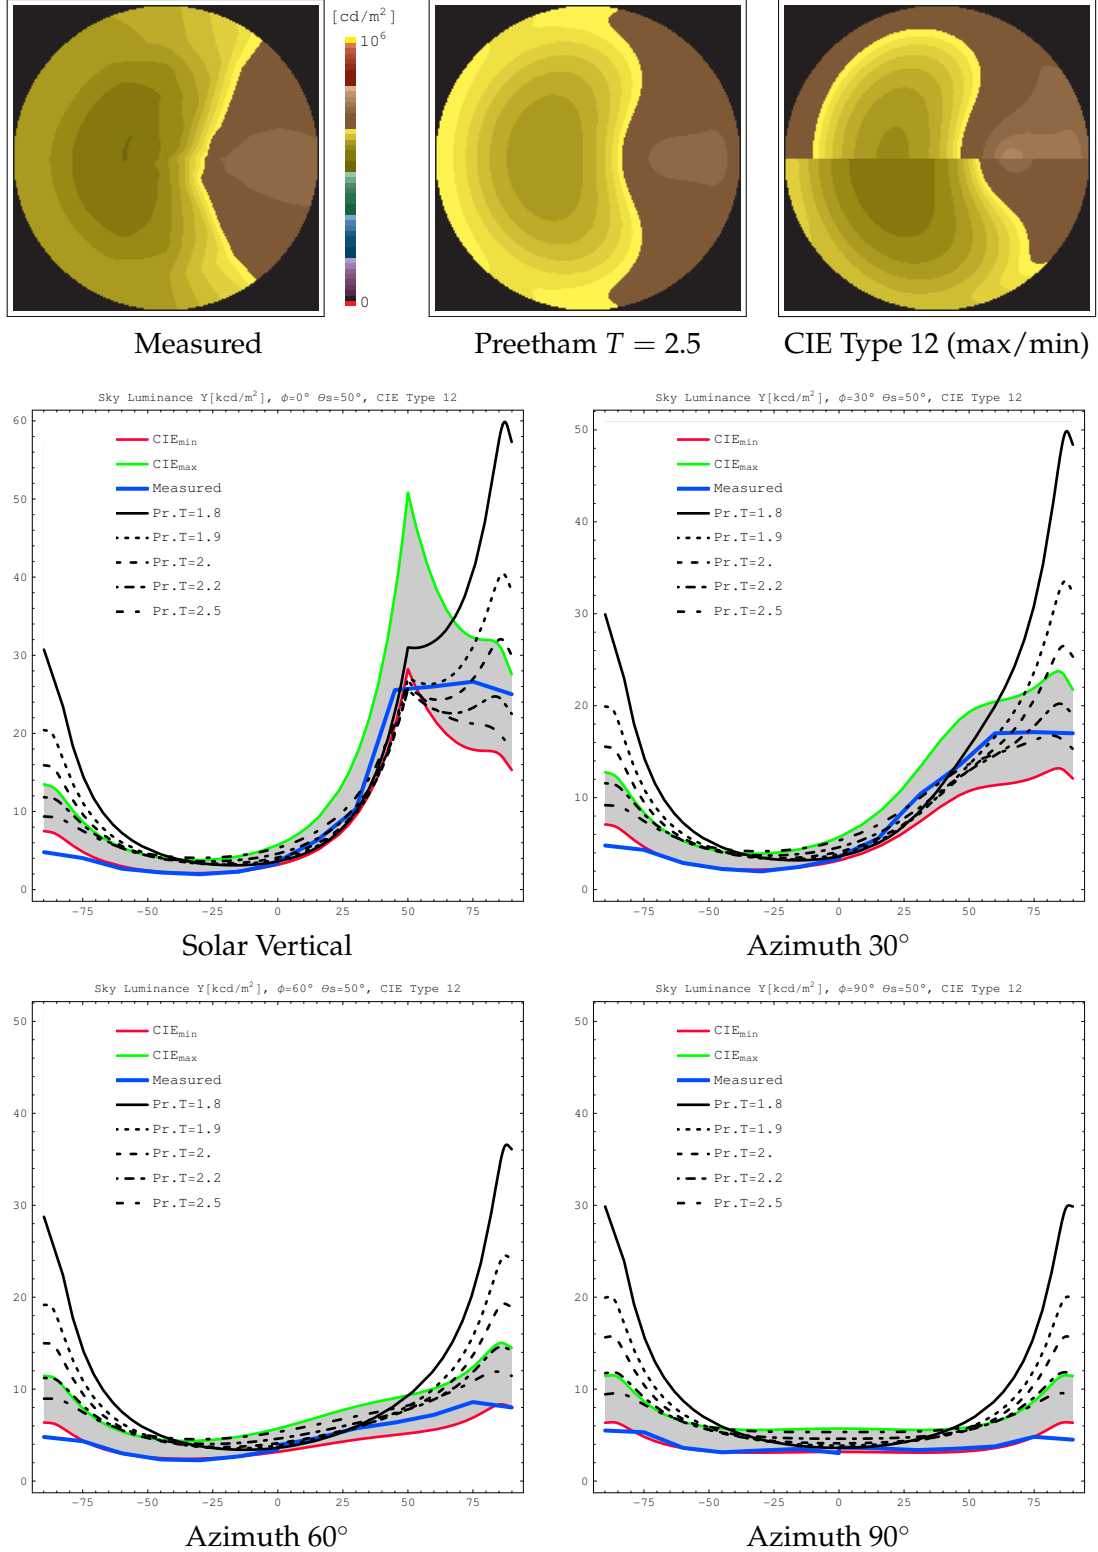 [cd/m²]
10⁶
0
Measured
Preetham T = 2.5
CIE Type 12 (max/min)
Sky Luminance Y[kcd/m²], ϕ=0° θs=50°, CIE Type 12
60
50
40
30
20
10
0
CIEmin
CIEmax
Measured
Pr.T=1.8
Pr.T=1.9
Pr.T=2.
Pr.T=2.2
Pr.T=2.5
-75 -50 -25 0 25 50 75
Solar Vertical
Sky Luminance Y[kcd/m²], ϕ=30° θs=50°, CIE Type 12
50
40
30
20
10
0
CIEmin
CIEmax
Measured
Pr.T=1.8
Pr.T=1.9
Pr.T=2.
Pr.T=2.2
Pr.T=2.5
-75 -50 -25 0 25 50 75
Azimuth 30°
Sky Luminance Y[kcd/m²], ϕ=60° θs=50°, CIE Type 12
50
40
30
20
10
0
CIEmin
CIEmax
Measured
Pr.T=1.8
Pr.T=1.9
Pr.T=2.
Pr.T=2.2
Pr.T=2.5
-75 -50 -25 0 25 50 75
Azimuth 60°
Sky Luminance Y[kcd/m²], ϕ=90° θs=50°, CIE Type 12
50
40
30
20
10
0
CIEmin
CIEmax
Measured
Pr.T=1.8
Pr.T=1.9
Pr.T=2.
Pr.T=2.2
Pr.T=2.5
-75 -50 -25 0 25 50 75
Azimuth 90°